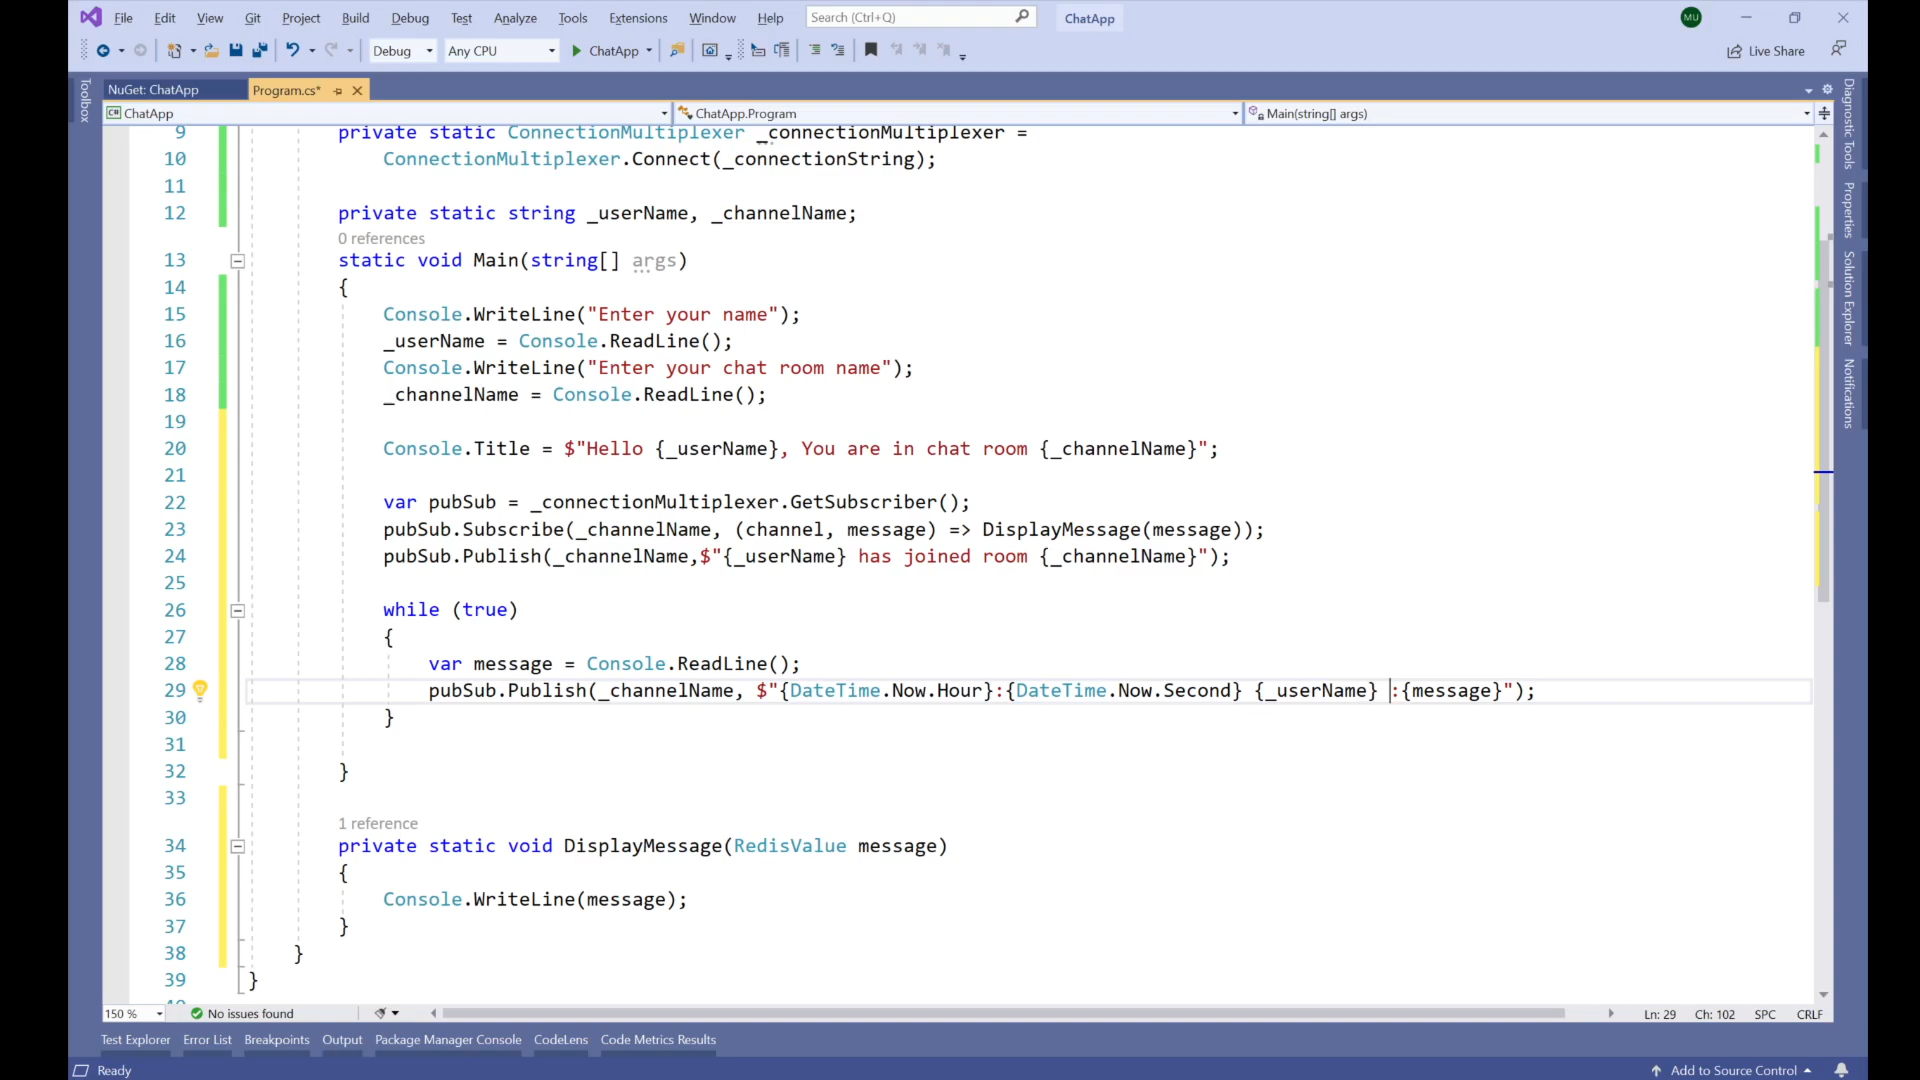 File Edit View Git Project Build Debug Test Analyze Tools Extensions Window Help Search (Ctrl+Q) ChatApp MU
Debug Any CPU ChatApp Live Share
NuGet: ChatApp Program.cs*
ChatApp ChatApp.Program Main(string[] args)
9 private static ConnectionMultiplexer _connectionMultiplexer =
10 ConnectionMultiplexer.Connect(_connectionString);
11
12 private static string _userName, _channelName;
0 references
13 static void Main(string[] args)
14 {
15 Console.WriteLine("Enter your name");
16 _userName = Console.ReadLine();
17 Console.WriteLine("Enter your chat room name");
18 _channelName = Console.ReadLine();
19
20 Console.Title = $"Hello {_userName}, You are in chat room {_channelName}";
21
22 var pubSub = _connectionMultiplexer.GetSubscriber();
23 pubSub.Subscribe(_channelName, (channel, message) => DisplayMessage(message));
24 pubSub.Publish(_channelName,$"{_userName} has joined room {_channelName}");
25
26 while (true)
27 {
28 var message = Console.ReadLine();
29 pubSub.Publish(_channelName, $"{DateTime.Now.Hour}:{DateTime.Now.Second} {_userName} :{message}");
30 }
31
32 }
33
1 reference
34 private static void DisplayMessage(RedisValue message)
35 {
36 Console.WriteLine(message);
37 }
38 }
39 }
150 % No issues found Ln: 29 Ch: 102 SPC CRLF
Test Explorer Error List Breakpoints Output Package Manager Console CodeLens Code Metrics Results
Ready Add to Source Control
Toolbox
Diagnostic Tools
Properties
Solution Explorer
Notifications